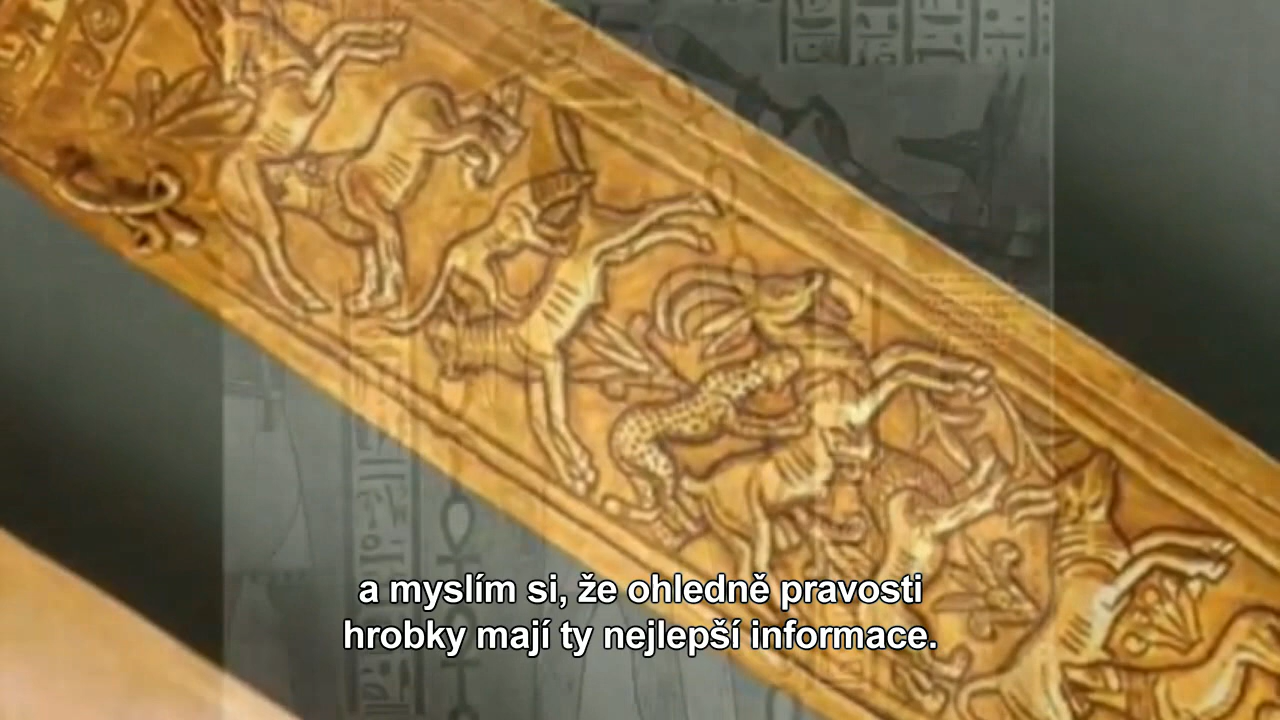 a myslím si, že ohledně pravosti
hrobky mají ty nejlepší informace.